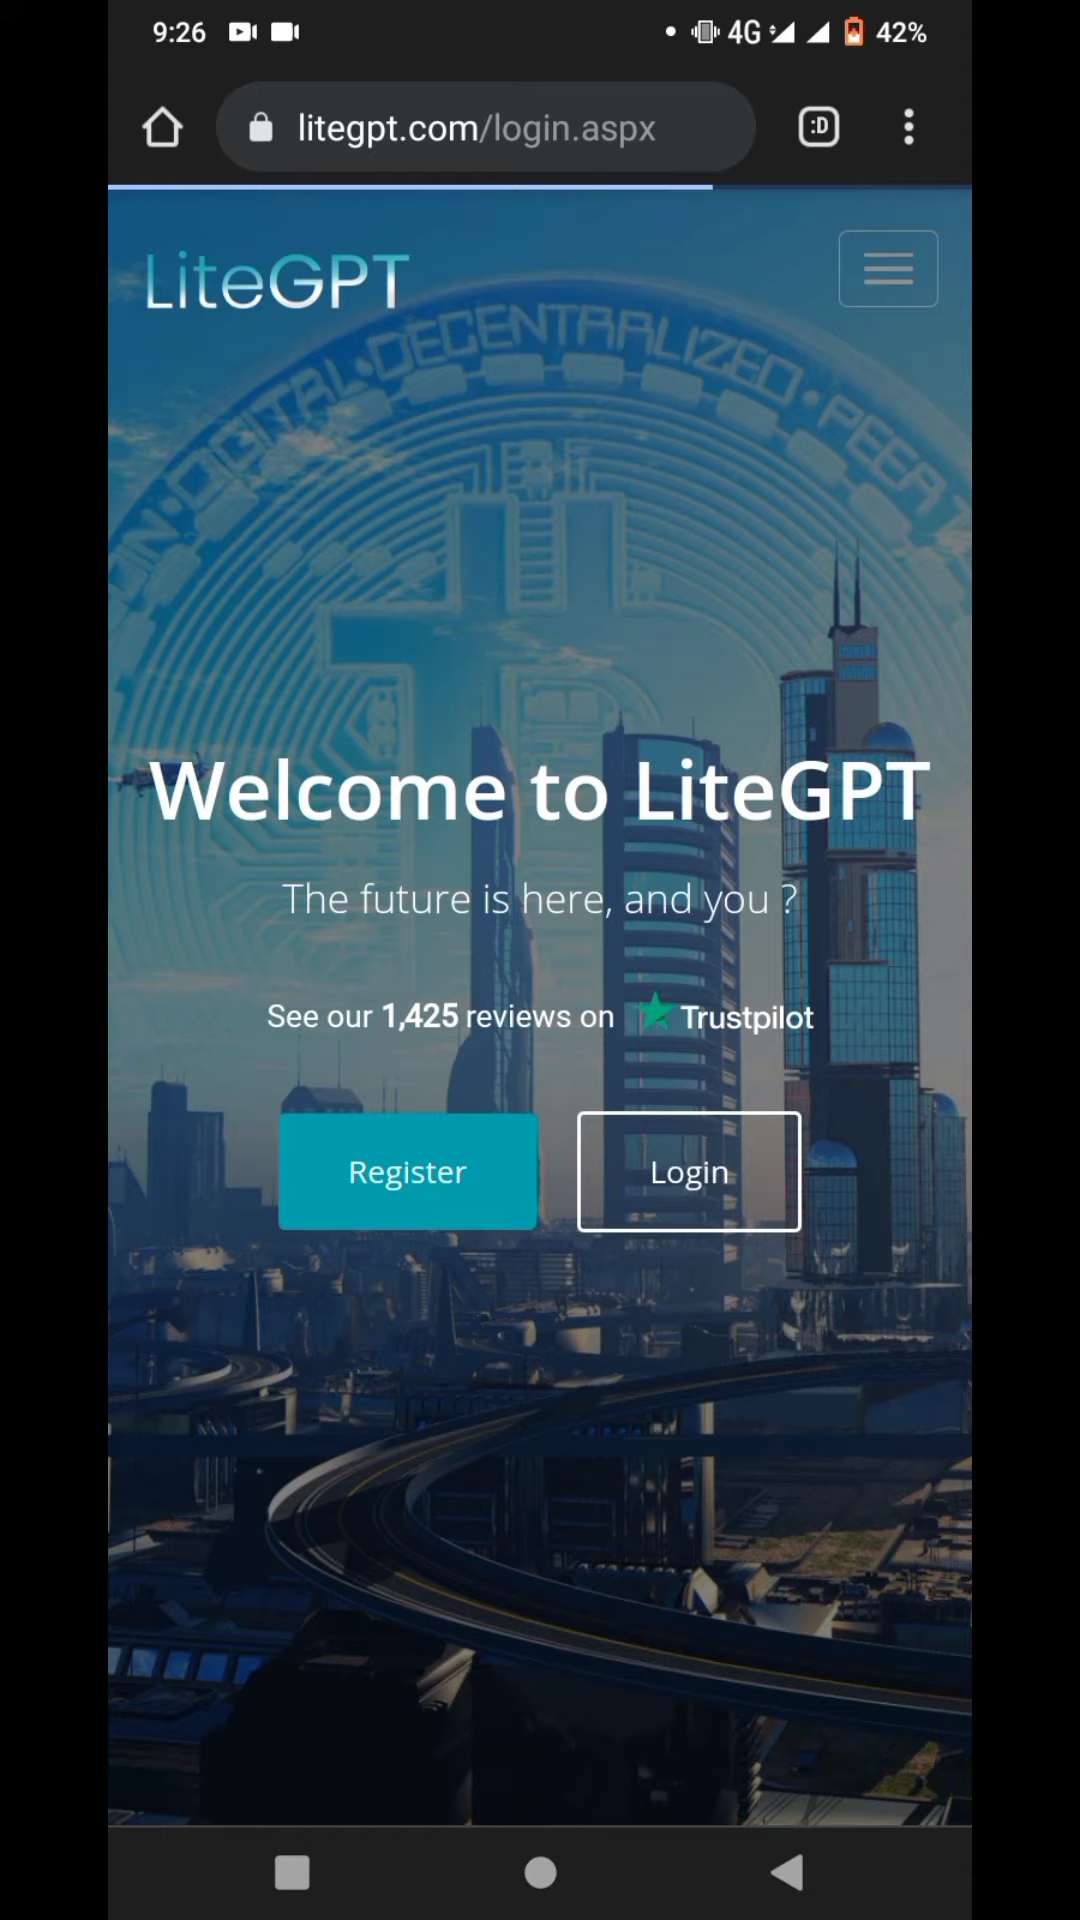 9:26 4G 42%
litegpt.com/login.aspx
:D
LiteGPT
DIGITAL • DECENTRALIZED • PEER
Welcome to LiteGPT
The future is here, and you ?
See our 1,425 reviews on Trustpilot
Register Login